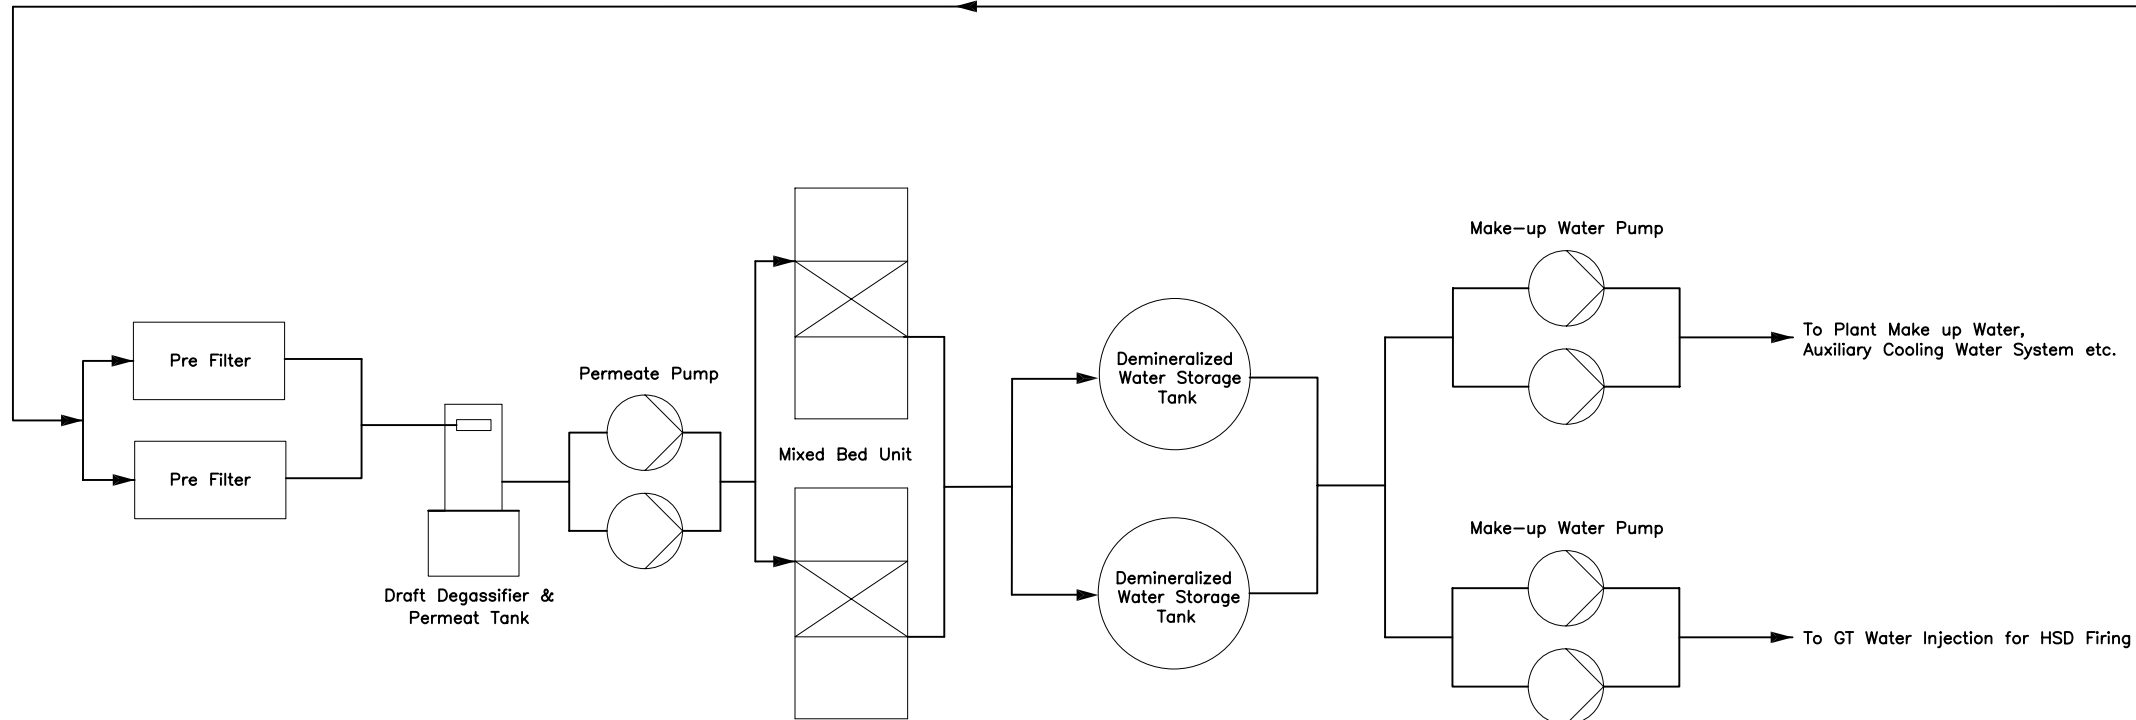 Make-up Water Pump
To Plant Make up Water,
Auxiliary Cooling Water System etc.
Pre Filter
Permeate Pump
Demineralized
Water Storage
Tank
Mixed Bed Unit
Pre Filter
Make-up Water Pump
Draft Degassifier &
Permeat Tank
Demineralized
Water Storage
Tank
To GT Water Injection for HSD Firing